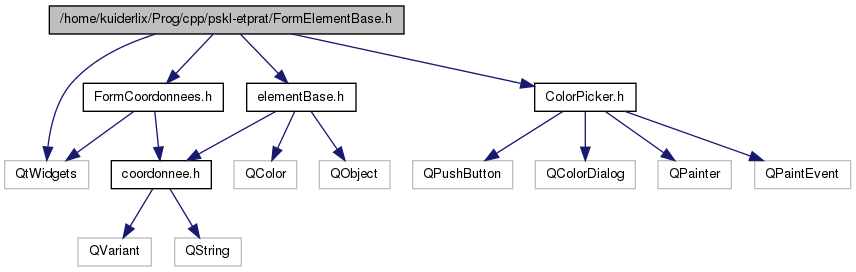 /home/kuiderlix/Prog/cpp/pskl-etprat/FormElementBase.h
FormCoordonnees.h
elementBase.h
ColorPicker.h
QtWidgets
coordonnee.h
QColor
QObject
QPushButton
QColorDialog
QPainter
QPaintEvent
QVariant
QString